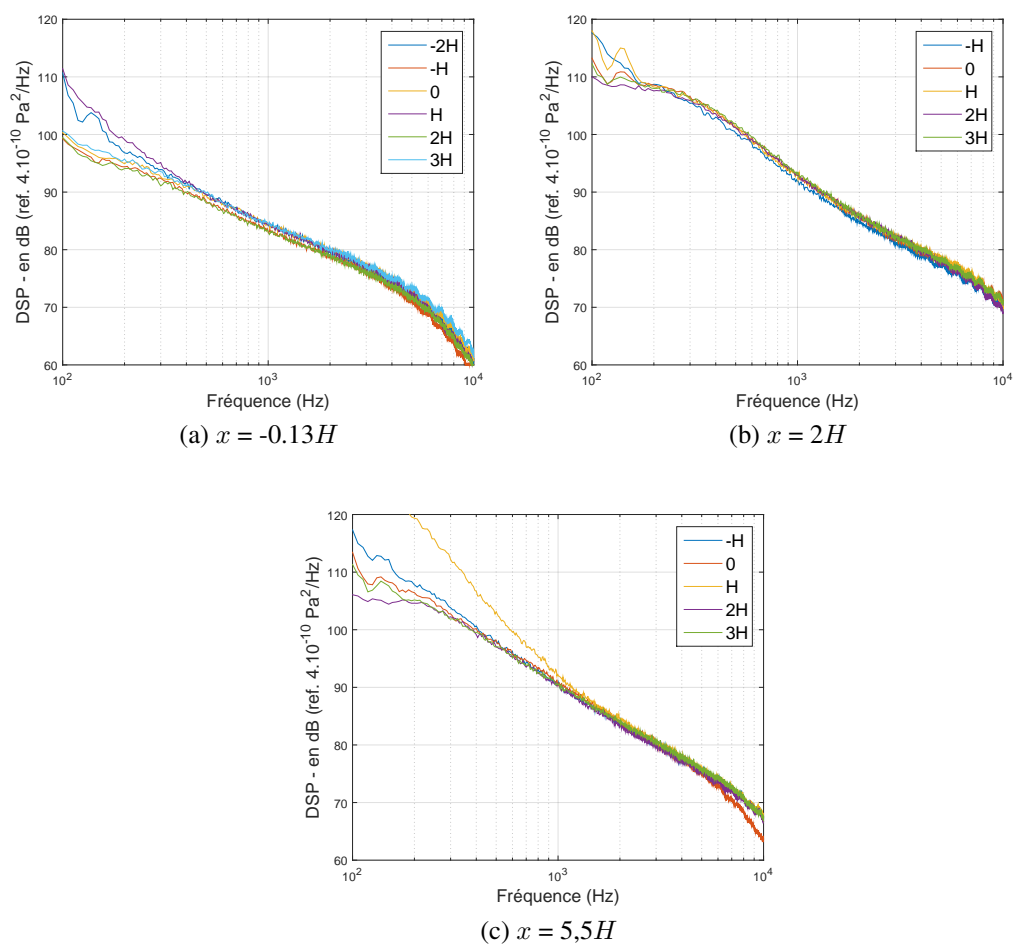 120
110
100
90
80
70
60
DSP - en dB (ref. 4.10⁻¹⁰ Pa²/Hz)
-2H
-H
0
H
2H
3H
10² 10³ 10⁴
Fréquence (Hz)
(a) x = -0.13H
120
110
100
90
80
70
60
DSP - en dB (ref. 4.10⁻¹⁰ Pa²/Hz)
-H
0
H
2H
3H
10² 10³ 10⁴
Fréquence (Hz)
(b) x = 2H
120
110
100
90
80
70
60
DSP - en dB (ref. 4.10⁻¹⁰ Pa²/Hz)
-H
0
H
2H
3H
10² 10³ 10⁴
Fréquence (Hz)
(c) x = 5,5H